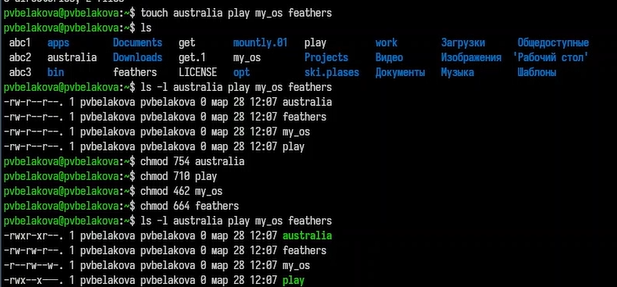 pvbelakova@pvbelakova:~$ touch australia play my_os feathers
pvbelakova@pvbelakova:~$ ls
abc1 apps Documents get mountly.01 play work Загрузки Общедоступные
abc2 australia Downloads get.1 my_os Projects Видео Изображения 'Рабочий стол'
abc3 bin feathers LICENSE opt ski.plases Документы Музыка Шаблоны
pvbelakova@pvbelakova:~$ ls -l australia play my_os feathers
-rw-r--r--. 1 pvbelakova pvbelakova 0 мар 28 12:07 australia
-rw-r--r--. 1 pvbelakova pvbelakova 0 мар 28 12:07 feathers
-rw-r--r--. 1 pvbelakova pvbelakova 0 мар 28 12:07 my_os
-rw-r--r--. 1 pvbelakova pvbelakova 0 мар 28 12:07 play
pvbelakova@pvbelakova:~$ chmod 754 australia
pvbelakova@pvbelakova:~$ chmod 710 play
pvbelakova@pvbelakova:~$ chmod 462 my_os
pvbelakova@pvbelakova:~$ chmod 664 feathers
pvbelakova@pvbelakova:~$ ls -l australia play my_os feathers
-rwxr-xr--. 1 pvbelakova pvbelakova 0 мар 28 12:07 australia
-rw-rw-r--. 1 pvbelakova pvbelakova 0 мар 28 12:07 feathers
-r--rw--w-. 1 pvbelakova pvbelakova 0 мар 28 12:07 my_os
-rwx--x---. 1 pvbelakova pvbelakova 0 мар 28 12:07 play